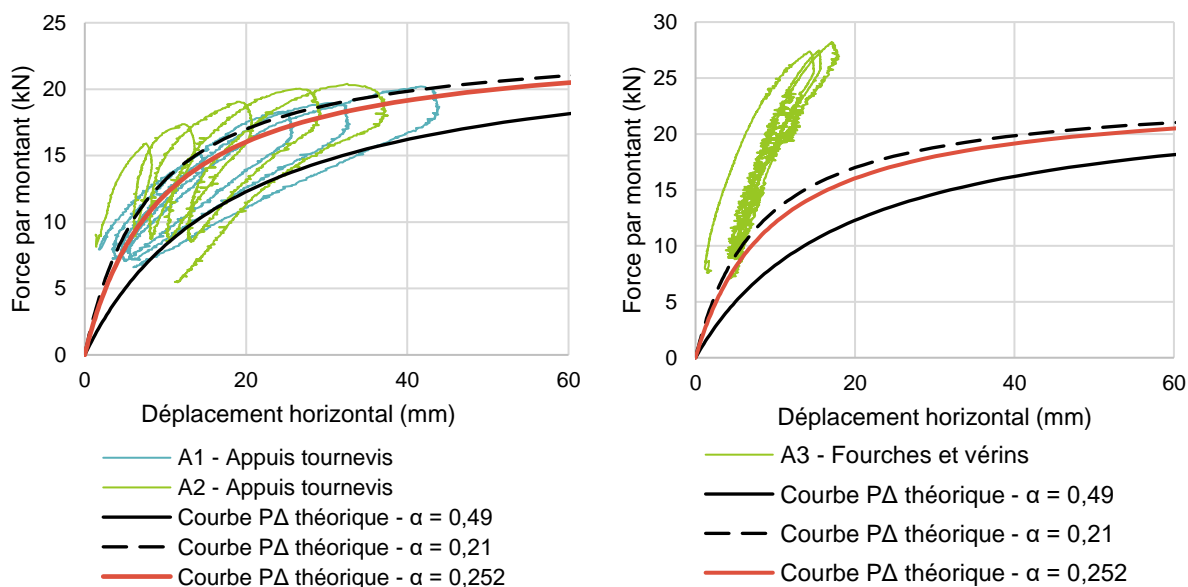 25
20
15
10
5
0
Force par montant (kN)
0
20
40
60
Déplacement horizontal (mm)
A1 - Appuis tournevis
A2 - Appuis tournevis
Courbe PΔ théorique - α = 0,49
Courbe PΔ théorique - α = 0,21
Courbe PΔ théorique - α = 0,252
30
25
20
15
10
5
0
Force par montant (kN)
0
20
40
60
Déplacement horizontal (mm)
A3 - Fourches et vérins
Courbe PΔ théorique - α = 0,49
Courbe PΔ théorique - α = 0,21
Courbe PΔ théorique - α = 0,252